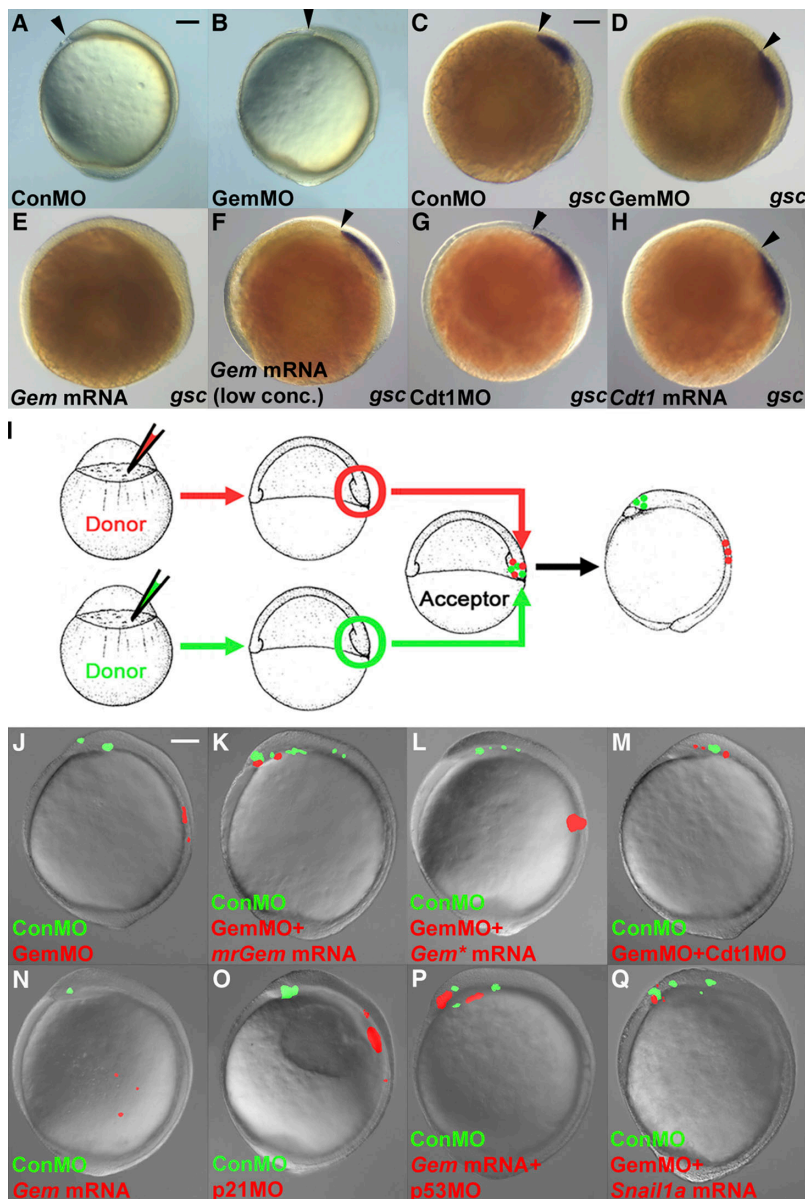 A
B
C
D
ConMO
GemMO
ConMO gsc
GemMO gsc
E
F
G
H
Gem mRNA gsc
Gem mRNA
(low conc.) gsc
Cdt1MO gsc
Cdt1 mRNA gsc
I
Donor
Donor
Acceptor
J
K
L
M
ConMO
GemMO
ConMO
GemMO+
mrGem mRNA
ConMO
GemMO+
Gem* mRNA
ConMO
GemMO+Cdt1MO
N
O
P
Q
ConMO
Gem mRNA
ConMO
p21MO
ConMO
Gem mRNA+
p53MO
ConMO
GemMO+
Snail1a mRNA